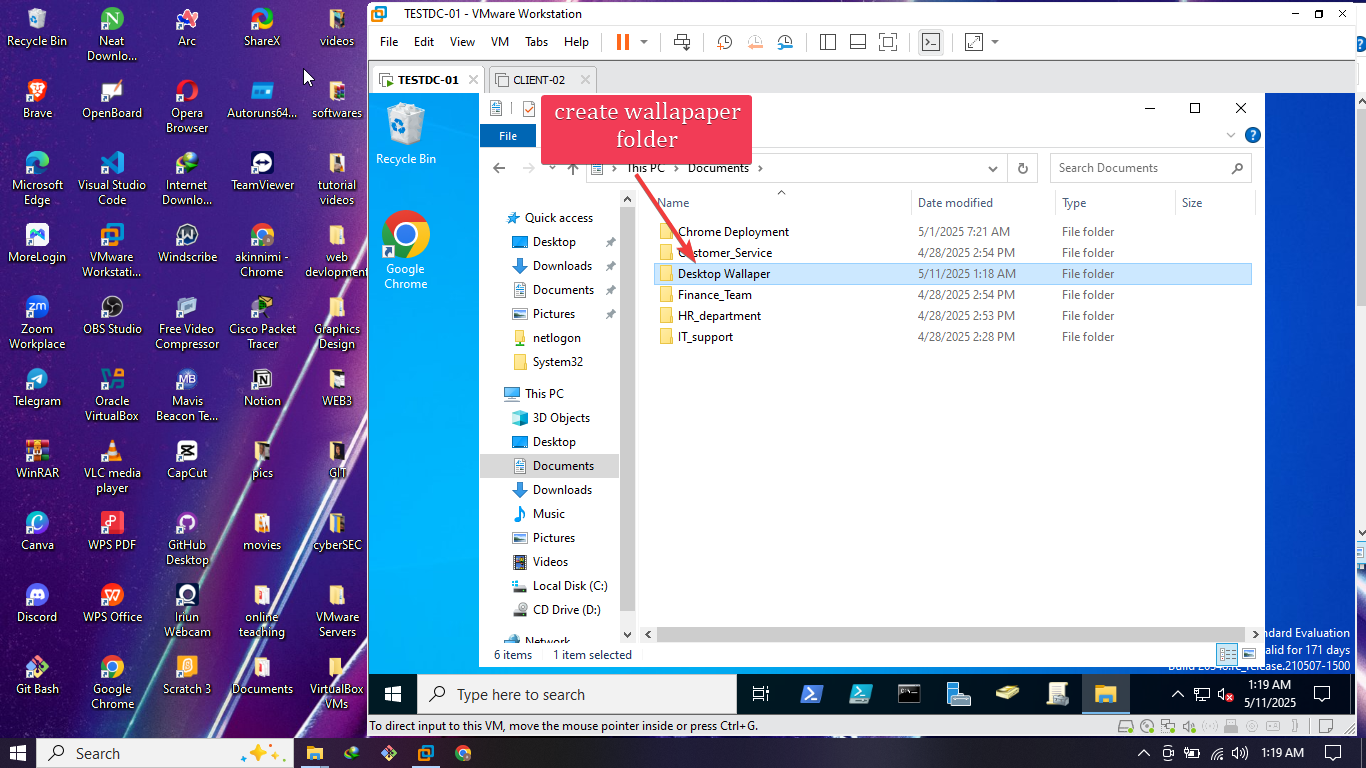 Recycle Bin
Neat
Downlo...
Arc
ShareX
videos
Brave
OpenBoard
Opera
Browser
Autoruns64...
softwares
Microsoft
Edge
Visual Studio
Code
Internet
Downlo...
TeamViewer
tutorial
videos
MoreLogin
VMware
Workstati...
Windscribe
akinnimi -
Chrome
web
devlopment
Zoom
Workplace
OBS Studio
Free Video
Compressor
Cisco Packet
Tracer
Graphics
Design
Telegram
Oracle
VirtualBox
Mavis
Beacon Te...
Notion
WEB3
WinRAR
VLC media
player
CapCut
pics
GIT
Canva
WPS PDF
GitHub
Desktop
movies
cyberSEC
Discord
WPS Office
Iriun
Webcam
online
teaching
VMware
Servers
Git Bash
Google
Chrome
Scratch 3
Documents
VirtualBox
VMs
TESTDC-01 - VMware Workstation
File Edit View VM Tabs Help
TESTDC-01
CLIENT-02
Recycle Bin
Google
Chrome
create wallapaper
folder
File
This PC > Documents >
Search Documents
Name Date modified Type Size
Chrome Deployment 5/1/2025 7:21 AM File folder
Customer_Service 4/28/2025 2:54 PM File folder
Desktop Wallaper 5/11/2025 1:18 AM File folder
Finance_Team 4/28/2025 2:54 PM File folder
HR_department 4/28/2025 2:53 PM File folder
IT_support 4/28/2025 2:28 PM File folder
Quick access
Desktop
Downloads
Documents
Pictures
netlogon
System32
This PC
3D Objects
Desktop
Documents
Downloads
Music
Pictures
Videos
Local Disk (C:)
CD Drive (D:)
Network
6 items 1 item selected
ndard Evaluation
alid for 171 days
release.210507-1500
Type here to search
1:19 AM
5/11/2025
To direct input to this VM, move the mouse pointer inside or press Ctrl+G.
Search
1:19 AM